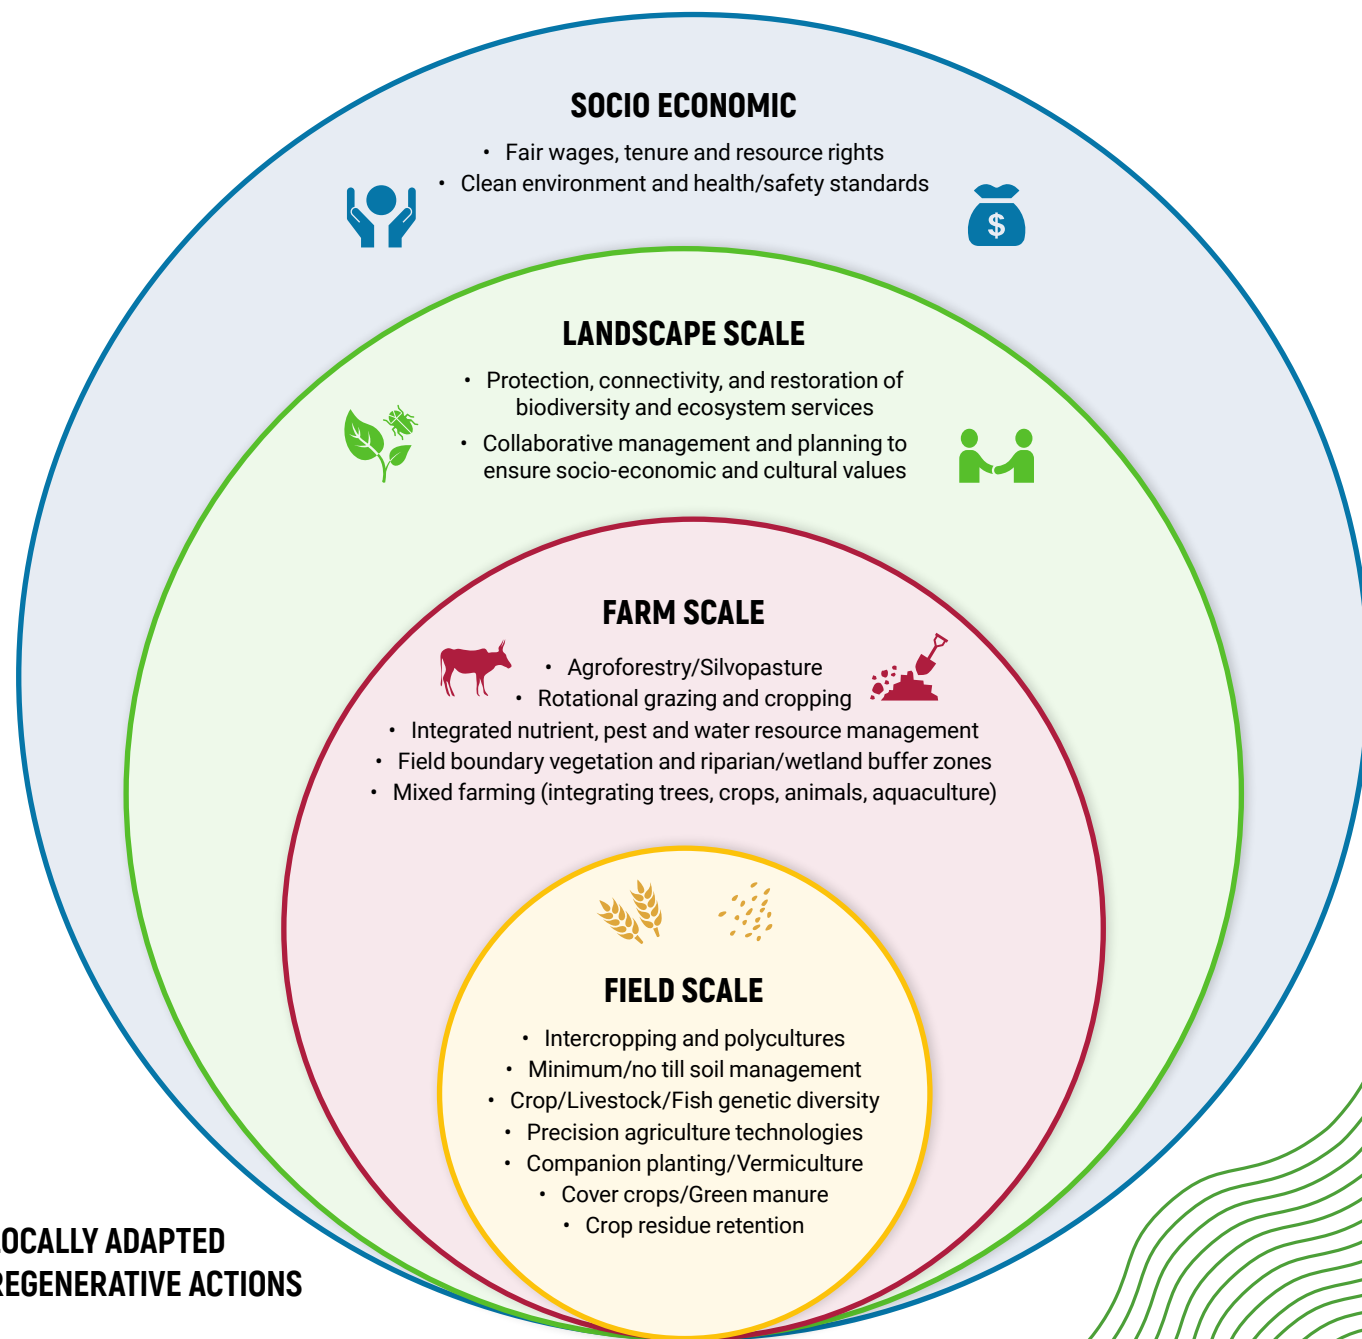 SOCIO ECONOMIC
• Fair wages, tenure and resource rights
• Clean environment and health/safety standards
$
LANDSCAPE SCALE
• Protection, connectivity, and restoration of
biodiversity and ecosystem services
• Collaborative management and planning to
ensure socio-economic and cultural values
FARM SCALE
• Agroforestry/Silvopasture
• Rotational grazing and cropping
• Integrated nutrient, pest and water resource management
• Field boundary vegetation and riparian/wetland buffer zones
• Mixed farming (integrating trees, crops, animals, aquaculture)
FIELD SCALE
• Intercropping and polycultures
• Minimum/no till soil management
• Crop/Livestock/Fish genetic diversity
• Precision agriculture technologies
• Companion planting/Vermiculture
• Cover crops/Green manure
• Crop residue retention
LOCALLY ADAPTED
REGENERATIVE ACTIONS